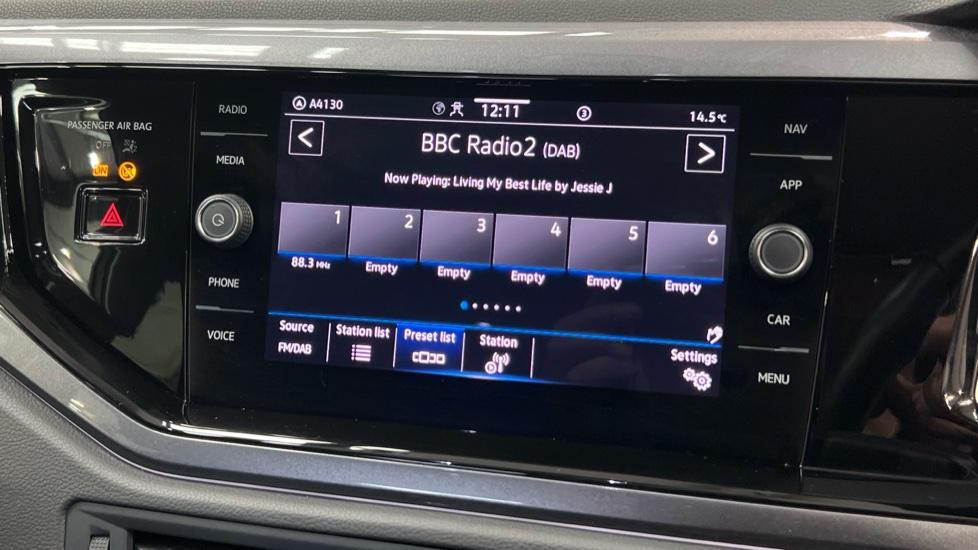 PASSENGER AIR BAG
OFF
ON
RADIO
MEDIA
PHONE
VOICE
A4130
12:11
3
14.5°C
< BBC Radio2 (DAB) >
Now Playing: Living My Best Life by Jessie J
1 2 3 4 5 6
88.3 MHz Empty Empty Empty Empty Empty
Source
FM/DAB
Station list
Preset list
Station
Settings
NAV
APP
CAR
MENU